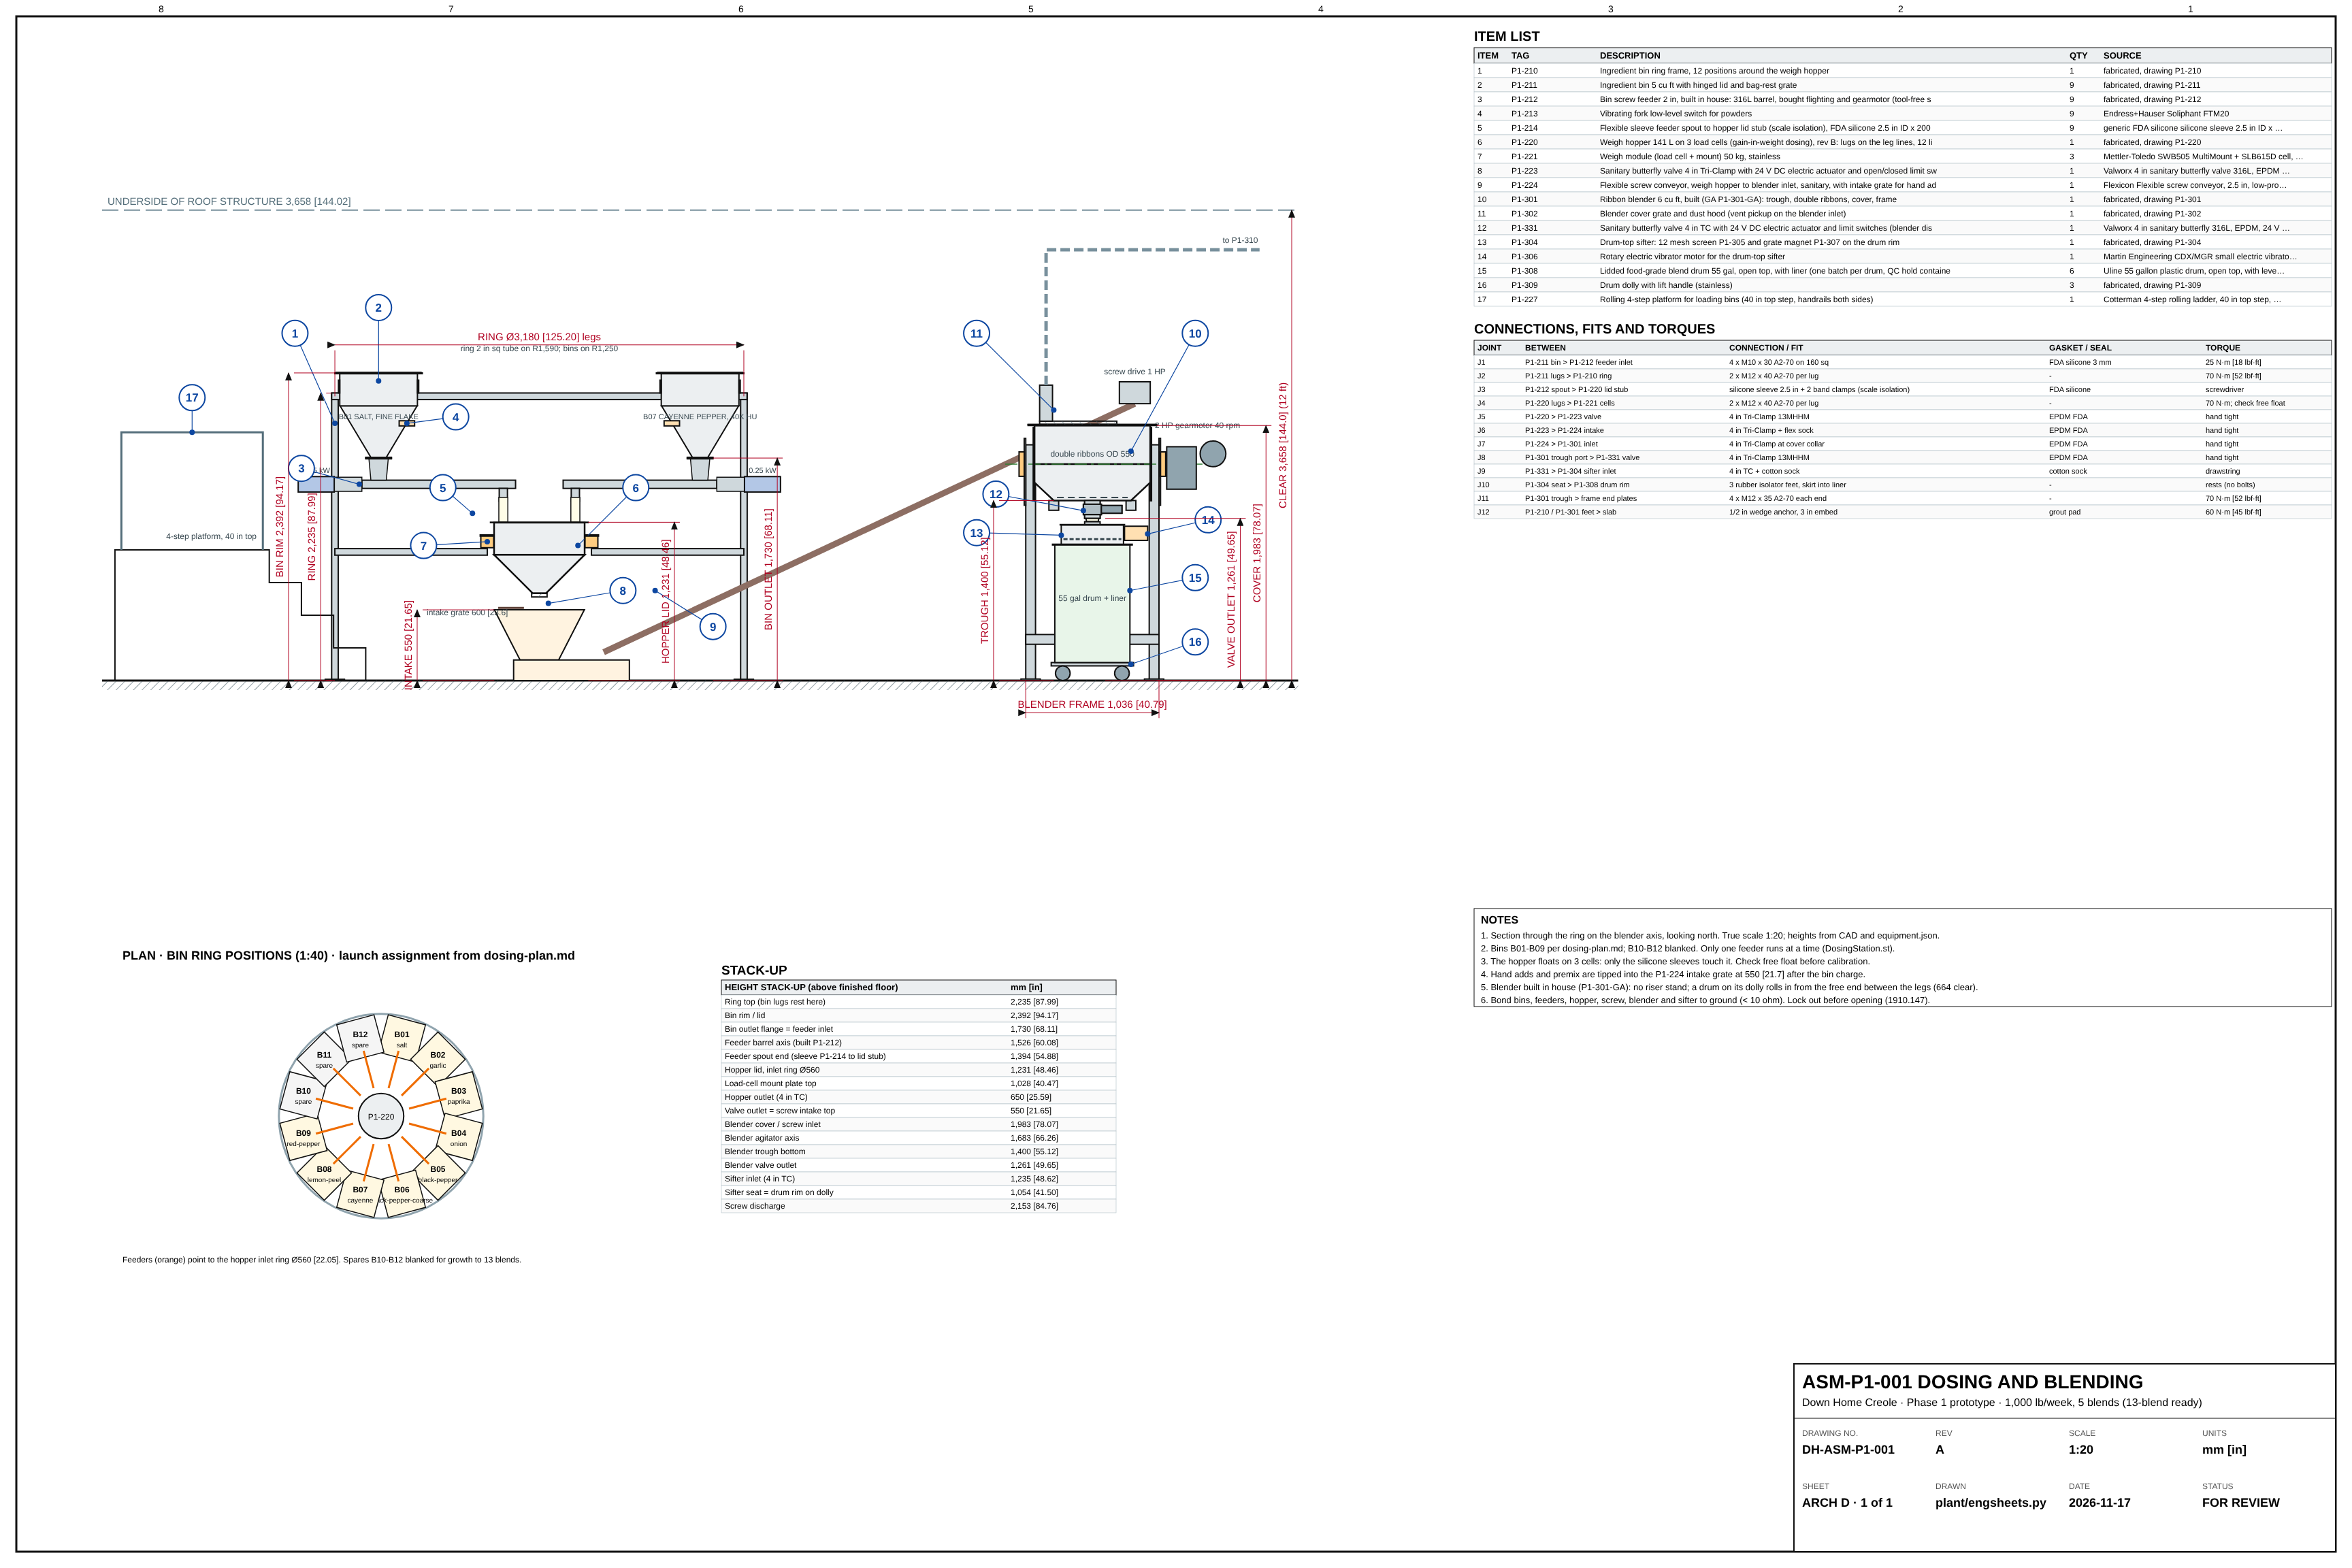 8 7 6 5 4 3 2 1
UNDERSIDE OF ROOF STRUCTURE 3,658 [144.02]
to P1-310
2
1
11
10
RING Ø3,180 [125.20] legs
ring 2 in sq tube on R1,590; bins on R1,250
screw drive 1 HP
17
B01 SALT, FINE FLAKE
4
B07 CAYENNE PEPPER, 40K HU
2 HP gearmotor 40 rpm
double ribbons OD 550
3
kW
0.25 kW
5
6
12
13
14
7
4-step platform, 40 in top
BIN RIM 2,392 [94.17]
RING 2,235 [87.99]
INTAKE 550 [21.65]
intake grate 600 [23.6]
HOPPER LID 1,231 [48.46]
BIN OUTLET 1,730 [68.11]
8
9
TROUGH 1,400 [55.12]
VALVE OUTLET 1,261 [49.65]
COVER 1,983 [78.07]
CLEAR 3,658 [144.0] (12 ft)
15
55 gal drum + liner
16
BLENDER FRAME 1,036 [40.79]
ITEM LIST
ITEM TAG DESCRIPTION QTY SOURCE
1 P1-210 Ingredient bin ring frame, 12 positions around the weigh hopper 1 fabricated, drawing P1-210
2 P1-211 Ingredient bin 5 cu ft with hinged lid and bag-rest grate 9 fabricated, drawing P1-211
3 P1-212 Bin screw feeder 2 in, built in house: 316L barrel, bought flighting and gearmotor (tool-free s 9 fabricated, drawing P1-212
4 P1-213 Vibrating fork low-level switch for powders 9 Endress+Hauser Soliphant FTM20
5 P1-214 Flexible sleeve feeder spout to hopper lid stub (scale isolation), FDA silicone 2.5 in ID x 200 9 generic FDA silicone silicone sleeve 2.5 in ID x …
6 P1-220 Weigh hopper 141 L on 3 load cells (gain-in-weight dosing), rev B: lugs on the leg lines, 12 li 1 fabricated, drawing P1-220
7 P1-221 Weigh module (load cell + mount) 50 kg, stainless 3 Mettler-Toledo SWB505 MultiMount + SLB615D cell, …
8 P1-223 Sanitary butterfly valve 4 in Tri-Clamp with 24 V DC electric actuator and open/closed limit sw 1 Valworx 4 in sanitary butterfly valve 316L, EPDM …
9 P1-224 Flexible screw conveyor, weigh hopper to blender inlet, sanitary, with intake grate for hand ad 1 Flexicon Flexible screw conveyor, 2.5 in, low-pro…
10 P1-301 Ribbon blender 6 cu ft, built (GA P1-301-GA): trough, double ribbons, cover, frame 1 fabricated, drawing P1-301
11 P1-302 Blender cover grate and dust hood (vent pickup on the blender inlet) 1 fabricated, drawing P1-302
12 P1-331 Sanitary butterfly valve 4 in TC with 24 V DC electric actuator and limit switches (blender dis 1 Valworx 4 in sanitary butterfly 316L, EPDM, 24 V …
13 P1-304 Drum-top sifter: 12 mesh screen P1-305 and grate magnet P1-307 on the drum rim 1 fabricated, drawing P1-304
14 P1-306 Rotary electric vibrator motor for the drum-top sifter 1 Martin Engineering CDX/MGR small electric vibrato…
15 P1-308 Lidded food-grade blend drum 55 gal, open top, with liner (one batch per drum, QC hold containe 6 Uline 55 gallon plastic drum, open top, with leve…
16 P1-309 Drum dolly with lift handle (stainless) 3 fabricated, drawing P1-309
17 P1-227 Rolling 4-step platform for loading bins (40 in top step, handrails both sides) 1 Cotterman 4-step rolling ladder, 40 in top step, …
CONNECTIONS, FITS AND TORQUES
JOINT BETWEEN CONNECTION / FIT GASKET / SEAL TORQUE
J1 P1-211 bin > P1-212 feeder inlet 4 x M10 x 30 A2-70 on 160 sq FDA silicone 3 mm 25 N·m [18 lbf·ft]
J2 P1-211 lugs > P1-210 ring 2 x M12 x 40 A2-70 per lug - 70 N·m [52 lbf·ft]
J3 P1-212 spout > P1-220 lid stub silicone sleeve 2.5 in + 2 band clamps (scale isolation) FDA silicone screwdriver
J4 P1-220 lugs > P1-221 cells 2 x M12 x 40 A2-70 per lug - 70 N·m; check free float
J5 P1-220 > P1-223 valve 4 in Tri-Clamp 13MHHM EPDM FDA hand tight
J6 P1-223 > P1-224 intake 4 in Tri-Clamp + flex sock EPDM FDA hand tight
J7 P1-224 > P1-301 inlet 4 in Tri-Clamp at cover collar EPDM FDA hand tight
J8 P1-301 trough port > P1-331 valve 4 in Tri-Clamp 13MHHM EPDM FDA hand tight
J9 P1-331 > P1-304 sifter inlet 4 in TC + cotton sock cotton sock drawstring
J10 P1-304 seat > P1-308 drum rim 3 rubber isolator feet, skirt into liner - rests (no bolts)
J11 P1-301 trough > frame end plates 4 x M12 x 35 A2-70 each end - 70 N·m [52 lbf·ft]
J12 P1-210 / P1-301 feet > slab 1/2 in wedge anchor, 3 in embed grout pad 60 N·m [45 lbf·ft]
NOTES
1. Section through the ring on the blender axis, looking north. True scale 1:20; heights from CAD and equipment.json.
2. Bins B01-B09 per dosing-plan.md; B10-B12 blanked. Only one feeder runs at a time (DosingStation.st).
3. The hopper floats on 3 cells: only the silicone sleeves touch it. Check free float before calibration.
4. Hand adds and premix are tipped into the P1-224 intake grate at 550 [21.7] after the bin charge.
5. Blender built in house (P1-301-GA): no riser stand; a drum on its dolly rolls in from the free end between the legs (664 clear).
6. Bond bins, feeders, hopper, screw, blender and sifter to ground (< 10 ohm). Lock out before opening (1910.147).
PLAN · BIN RING POSITIONS (1:40) · launch assignment from dosing-plan.md
B12 spare
B01 salt
B11 spare
B02 garlic
B10 spare
B03 paprika
P1-220
B09 red-pepper
B04 onion
B08 lemon-peel
B05 black-pepper
B07 cayenne
B06 ck-pepper-coarse
Feeders (orange) point to the hopper inlet ring Ø560 [22.05]. Spares B10-B12 blanked for growth to 13 blends.
STACK-UP
HEIGHT STACK-UP (above finished floor) mm [in]
Ring top (bin lugs rest here) 2,235 [87.99]
Bin rim / lid 2,392 [94.17]
Bin outlet flange = feeder inlet 1,730 [68.11]
Feeder barrel axis (built P1-212) 1,526 [60.08]
Feeder spout end (sleeve P1-214 to lid stub) 1,394 [54.88]
Hopper lid, inlet ring Ø560 1,231 [48.46]
Load-cell mount plate top 1,028 [40.47]
Hopper outlet (4 in TC) 650 [25.59]
Valve outlet = screw intake top 550 [21.65]
Blender cover / screw inlet 1,983 [78.07]
Blender agitator axis 1,683 [66.26]
Blender trough bottom 1,400 [55.12]
Blender valve outlet 1,261 [49.65]
Sifter inlet (4 in TC) 1,235 [48.62]
Sifter seat = drum rim on dolly 1,054 [41.50]
Screw discharge 2,153 [84.76]
ASM-P1-001 DOSING AND BLENDING
Down Home Creole · Phase 1 prototype · 1,000 lb/week, 5 blends (13-blend ready)
DRAWING NO. REV SCALE UNITS
DH-ASM-P1-001 A 1:20 mm [in]
SHEET DRAWN DATE STATUS
ARCH D · 1 of 1 plant/engsheets.py 2026-11-17 FOR REVIEW